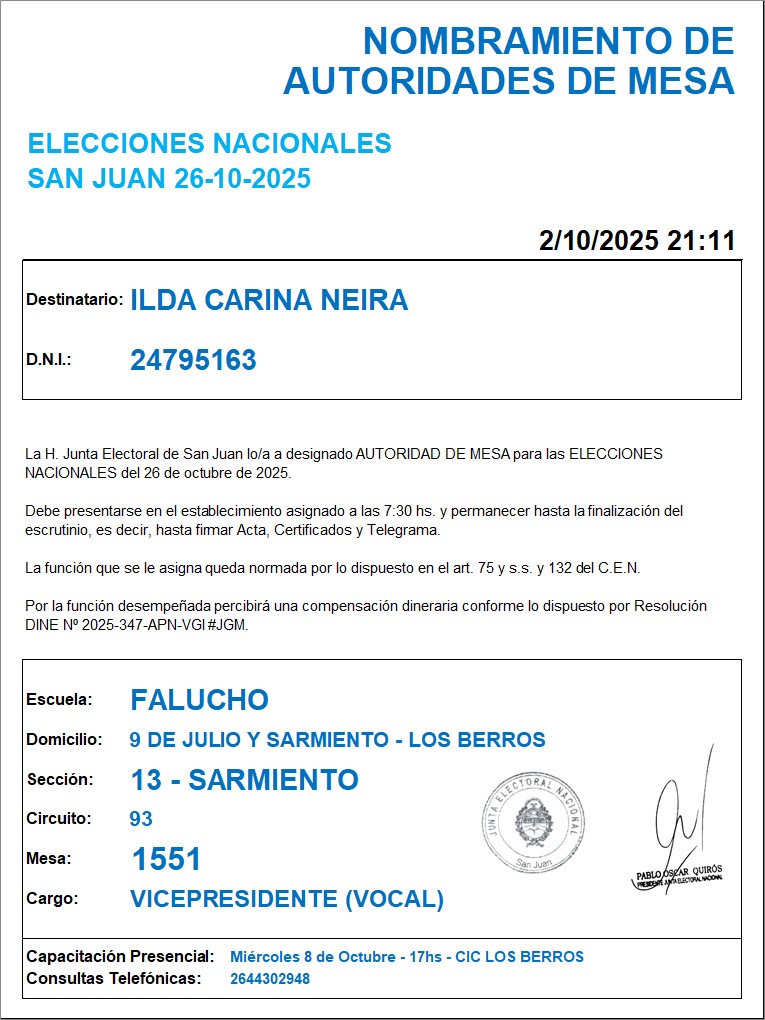 NOMBRAMIENTO DE
AUTORIDADES DE MESA
ELECCIONES NACIONALES
SAN JUAN 26-10-2025
2/10/2025 21:11
Destinatario: ILDA CARINA NEIRA
D.N.I.: 24795163
La H. Junta Electoral de San Juan lo/a a designado AUTORIDAD DE MESA para las ELECCIONES
NACIONALES del 26 de octubre de 2025.
Debe presentarse en el establecimiento asignado a las 7:30 hs. y permanecer hasta la finalización del
escrutinio, es decir, hasta firmar Acta, Certificados y Telegrama.
La función que se le asigna queda normada por lo dispuesto en el art. 75 y s.s. y 132 del C.E.N.
Por la función desempeñada percibirá una compensación dineraria conforme lo dispuesto por Resolución
DINE Nº 2025-347-APN-VGI#JGM.
Escuela: FALUCHO
Domicilio: 9 DE JULIO Y SARMIENTO - LOS BERROS
Sección: 13 - SARMIENTO
Circuito: 93
Mesa: 1551
Cargo: VICEPRESIDENTE (VOCAL)
JUNTA ELECTORAL NACIONAL
San Juan
PABLO OSCAR QUIRÓS
PRESIDENTE JUNTA ELECTORAL NACIONAL
Capacitación Presencial: Miércoles 8 de Octubre - 17hs - CIC LOS BERROS
Consultas Telefónicas: 2644302948